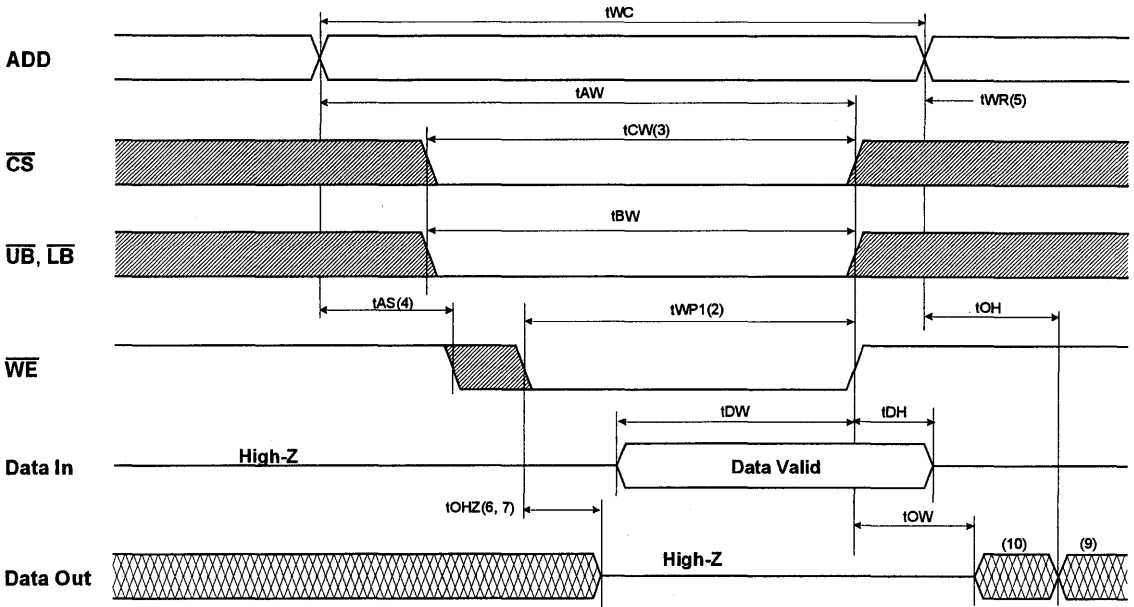 tWC
ADD
tAW
tWR(5)
tCW(3)
CS
tBW
UB, LB
tAS(4)
tWP1(2)
tOH
WE
tDW
tDH
High-Z
Data In
Data Valid
tOHZ(6, 7)
tOW
High-Z
(10)
(9)
Data Out